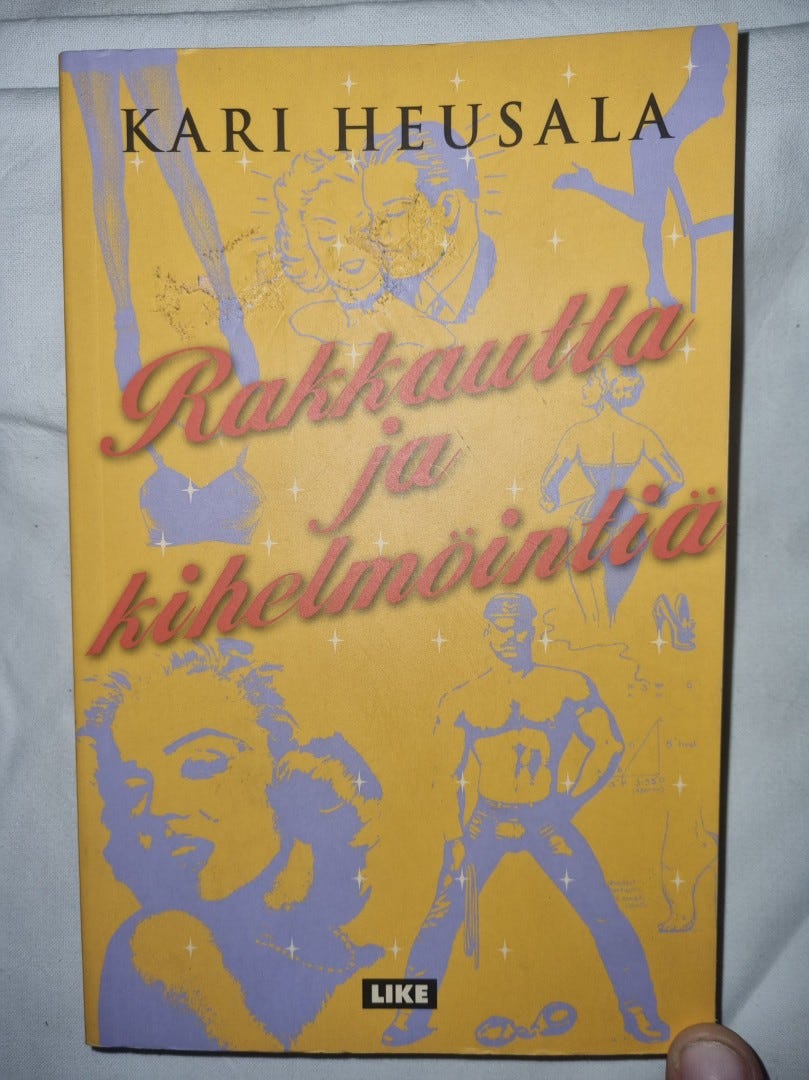 KARI HEUSALA
Rakkautta
ja
kihelmöintiä
LIKE